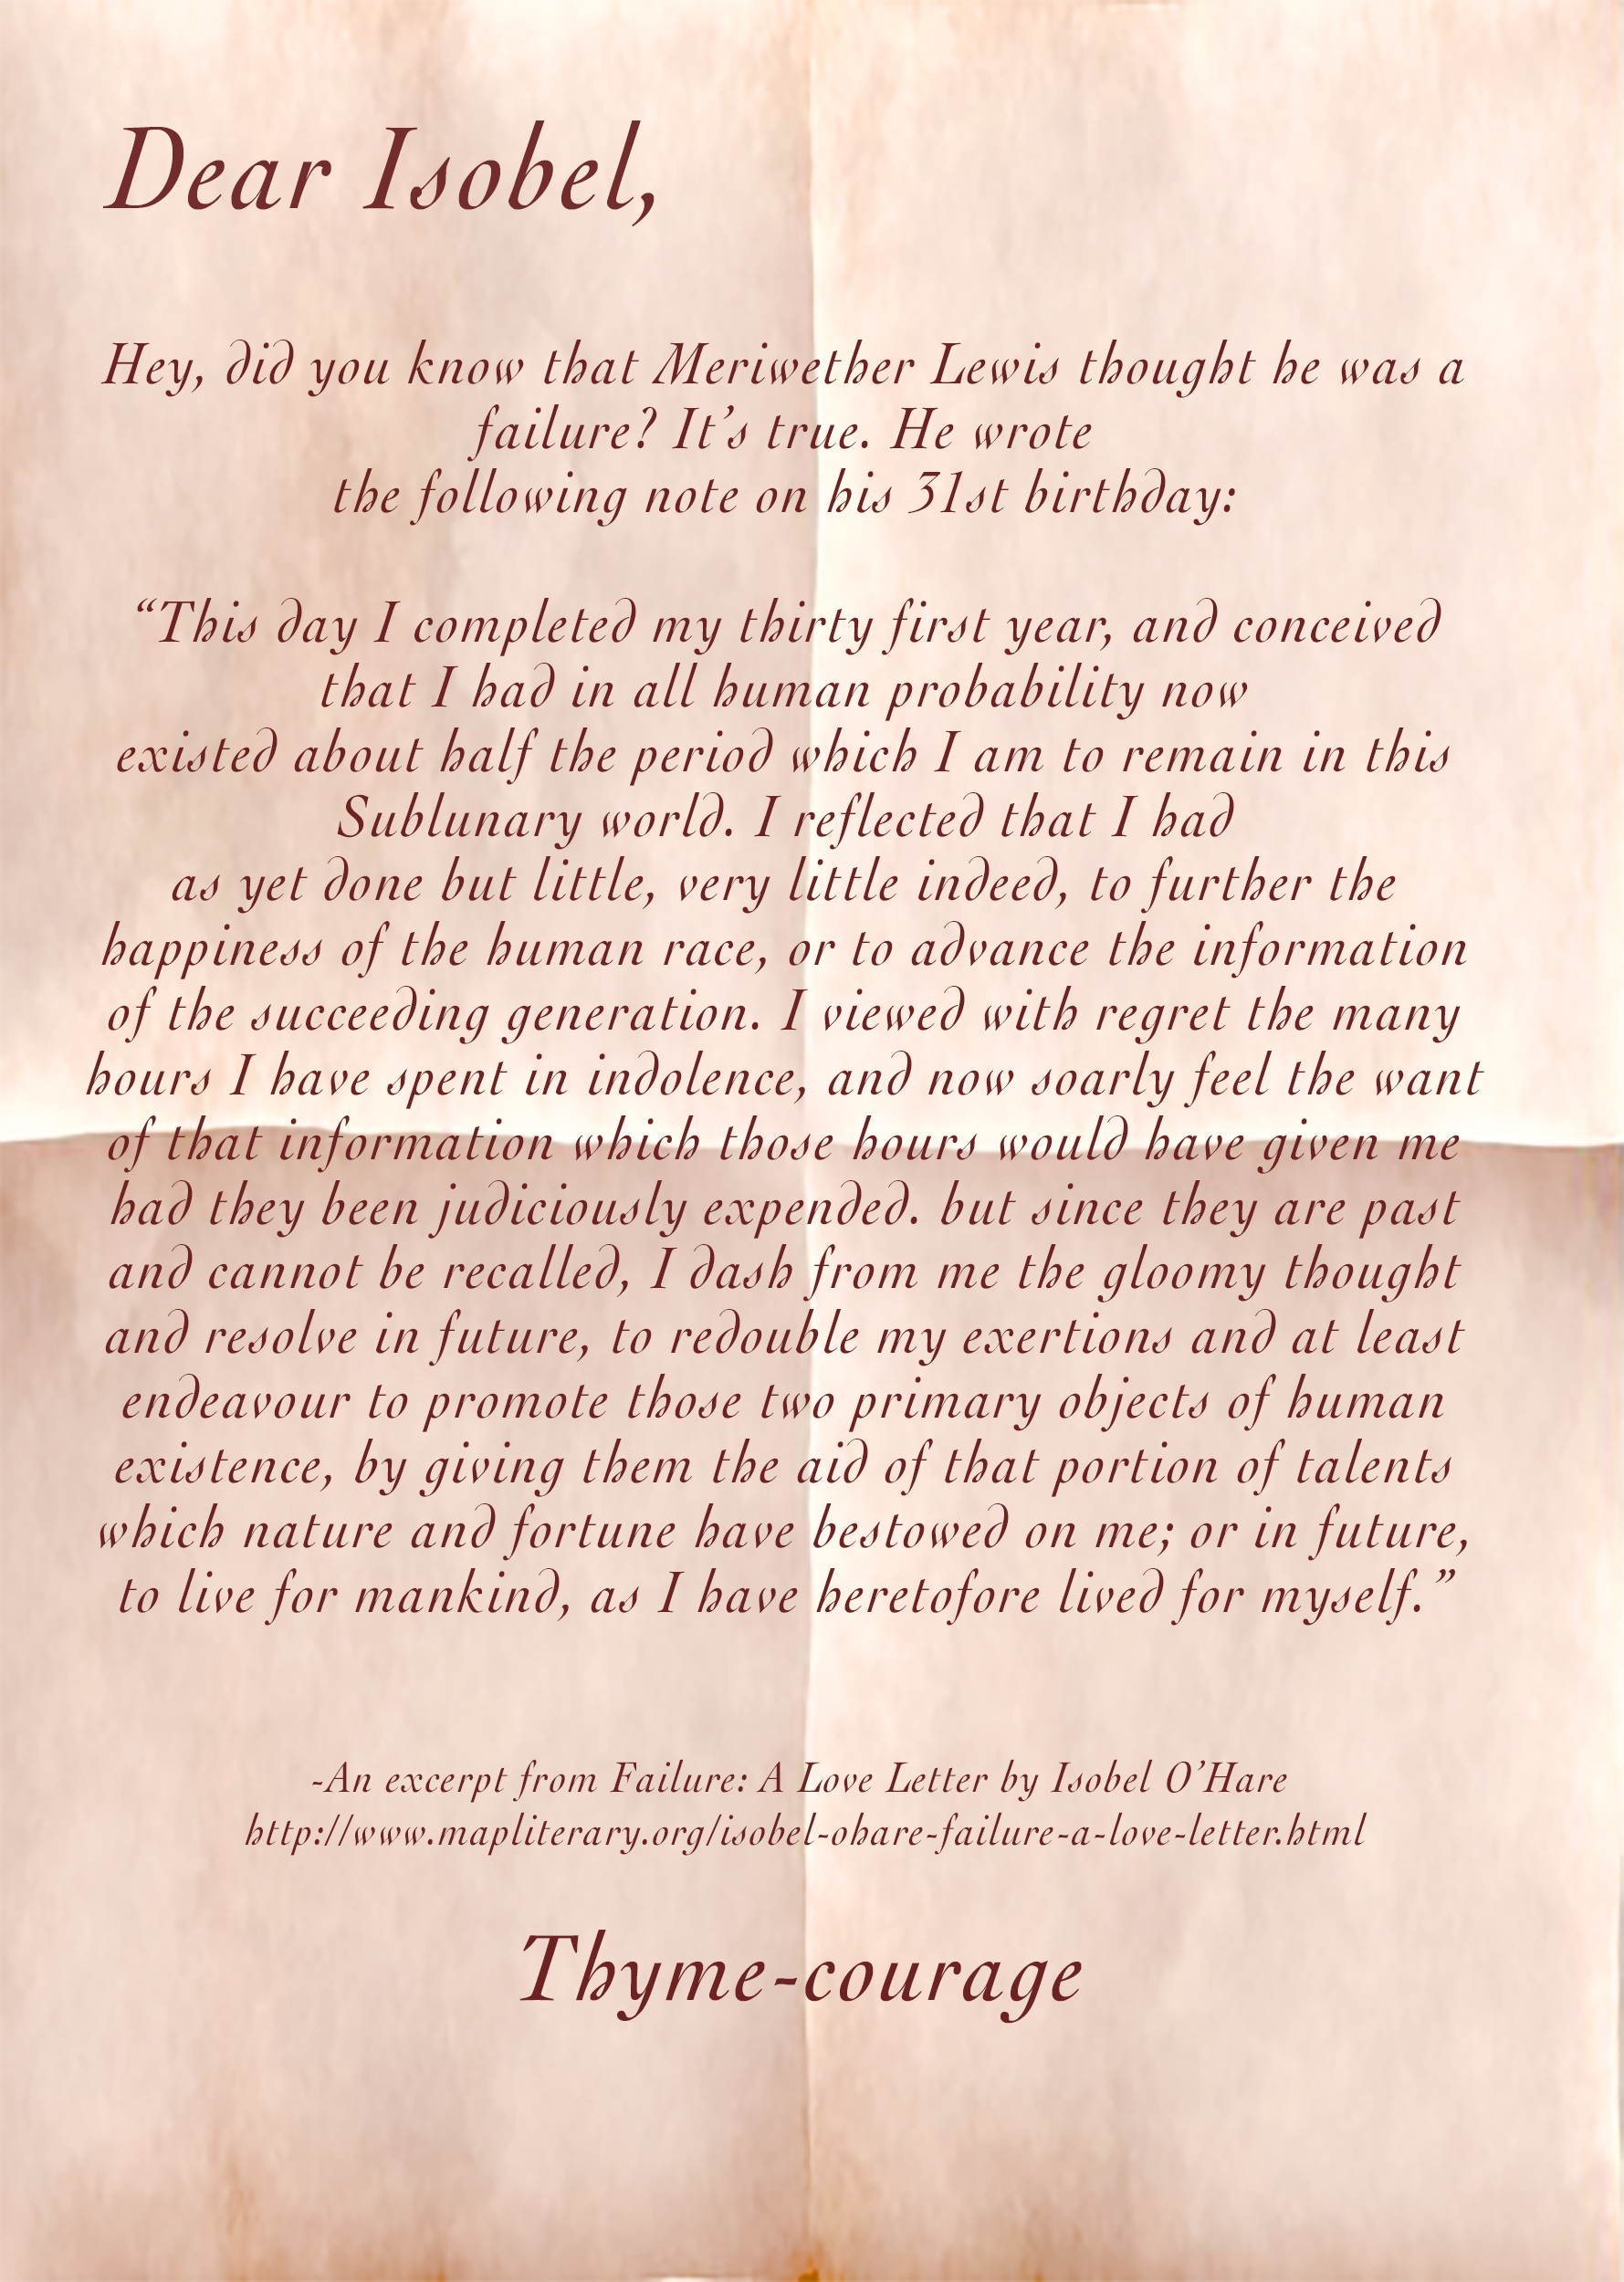 Dear Isobel,
Hey, did you know that Meriwether Lewis thought he was a
failure? It's true. He wrote
the following note on his 31st birthday:
“This day I completed my thirty first year, and conceived
that I had in all human probability now
existed about half the period which I am to remain in this
Sublunary world. I reflected that I had
as yet done but little, very little indeed, to further the
happiness of the human race, or to advance the information
of the succeeding generation. I viewed with regret the many
hours I have spent in indolence, and now soarly feel the want
of that information which those hours would have given me
had they been judiciously expended. but since they are past
and cannot be recalled, I dash from me the gloomy thought
and resolve in future, to redouble my exertions and at least
endeavour to promote those two primary objects of human
existence, by giving them the aid of that portion of talents
which nature and fortune have bestowed on me; or in future,
to live for mankind, as I have heretofore lived for myself.”
-An excerpt from Failure: A Love Letter by Isobel O’Hare
http://www.mapliterary.org/isobel-ohare-failure-a-love-letter.html
Thyme-courage